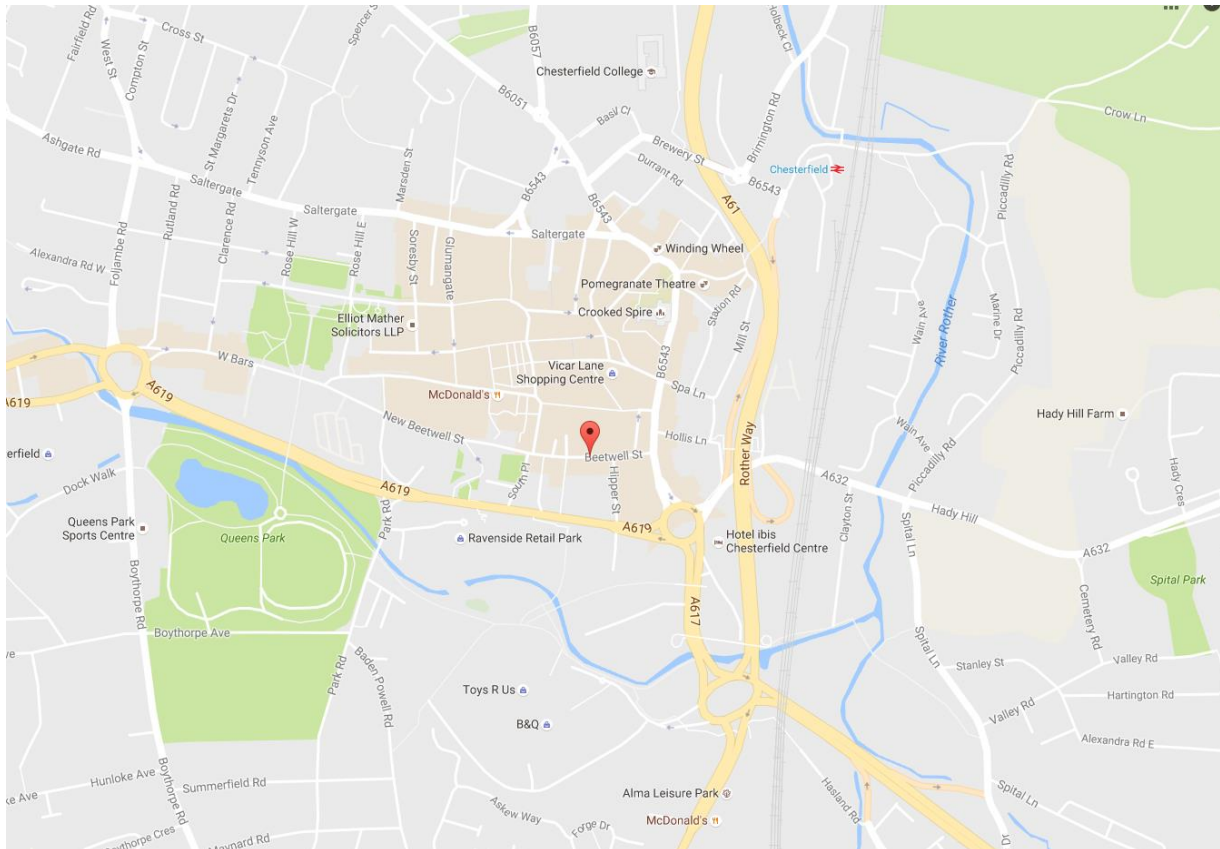 Fairfield Rd
West St
Compton St
Cross St
Spencer S
B6057
B6051
Holbeck Cl
Chesterfield College
Basil Cl
Brewery St
Brimington Rd
Durrant Rd
B6543
Chesterfield
Crow Ln
Piccadilly Rd
Ashgate Rd
St Margarets Dr
Tennyson Ave
Marsden St
Saltergate
Saltergate
B6543
B6543
A61
Saltergate
Winding Wheel
Foljambe Rd
Rutland Rd
Clarence Rd
Rose Hill W
Rose Hill E
Soresby St
Glumangate
Alexandra Rd W
Pomegranate Theatre
Crooked Spire
Station Rd
Mill St
Elliot Mather
Solicitors LLP
Wain Ave
River Rother
Marine Dr
Piccadilly Rd
W Bars
A619
A619
Vicar Lane
Shopping Centre
B6543
Spa Ln
McDonald's
New Beetwell St
Hollis Ln
Beetwell St
Rother Way
Wain Ave
Hady Hill Farm
Piccadilly Rd
erfield
Dock Walk
A619
South Pl
Hipper St
A632
Clayton St
Hady Hill
Hady Cres
Queens Park
Sports Centre
Queens Park
Park Rd
Ravenside Retail Park
A619
Hotel ibis
Chesterfield Centre
Spital Ln
A632
Spital Park
Boythorpe Rd
Boythorpe Ave
A617
Cemetery Rd
Park Rd
Baden Powell Rd
Spital Ln
Stanley St
Valley Rd
Toys R Us
Valley Rd
Hartington Rd
B&Q
Alexandra Rd E
Hunloke Ave
Boythorpe Rd
Summerfield Rd
Alma Leisure Park
Hasland Rd
Spital Ln
ke Ave
Askew Way
Forge Dr
McDonald's
Boythorpe Cres
aynard Rd